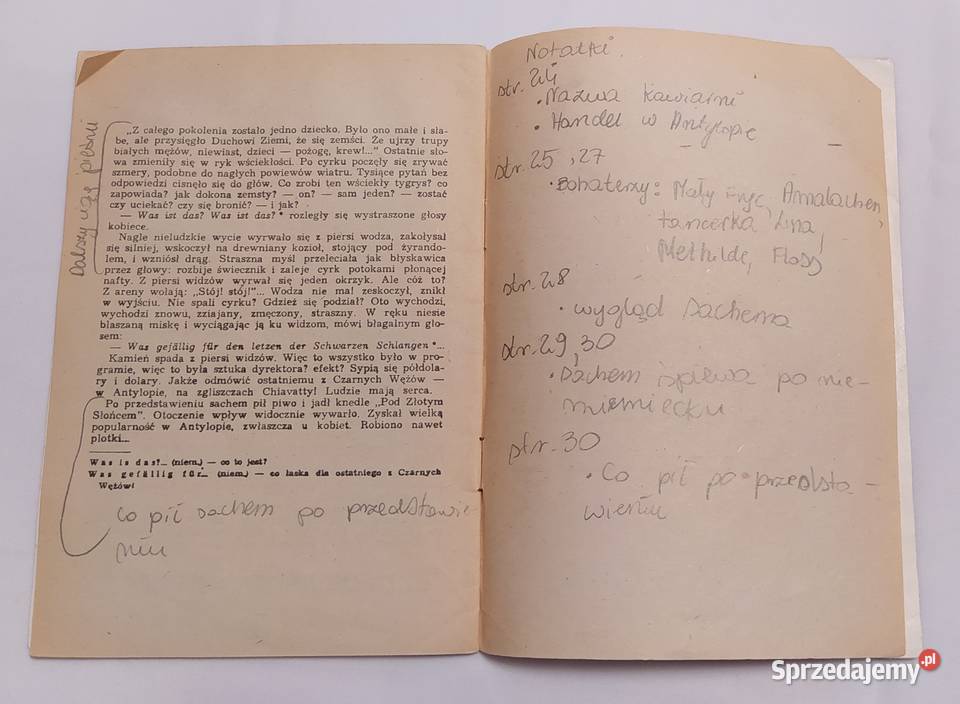 Dalszy ciąg pieśni
„Z całego pokolenia zostało jedno dziecko. Było ono małe i sła-
be, ale przysięgło Duchowi Ziemi, że się zemści. Że ujrzy trupy
białych mężów, niewiast, dzieci — pożogę, krew!...” Ostatnie sło-
wa zmieniły się w ryk wściekłości. Po cyrku poczęły się zrywać
szmery, podobne do nagłych powiewów wiatru. Tysiące pytań bez
odpowiedzi cisnęło się do głów. Co zrobi ten wściekły tygrys? co
zapowiada? jak dokona zemsty? — on? — sam jeden? — zostać
czy uciekać? czy się bronić? — i jak?
— Was ist das? Was ist das? * rozległy się wystraszone głosy
kobiece.
Nagle nieludzkie wycie wyrwało się z piersi wodza, zakołysał
się silniej, wskoczył na drewniany kozioł, stojący pod żyrando-
lem, i wzniósł drąg. Straszna myśl przeleciała jak błyskawica
przez głowy: rozbije świecznik i zaleje cyrk potokami płonącej
nafty. Z piersi widzów wyrwał się jeden okrzyk. Ale cóż to?
Z areny wołają: „Stój! stój!”... Wodza nie ma! zeskoczył, znikł
w wyjściu. Nie spali cyrku? Gdzież się podział? Oto wychodzi,
wychodzi znowu, zziajany, zmęczony, straszny. W ręku niesie
blaszaną miskę i wyciągając ją ku widzom, mówi błagalnym gło-
sem:
— Was gefällig für den letzen der Schwarzen Schlangen *...
Kamień spada z piersi widzów. Więc to wszystko było w pro-
gramie, więc to była sztuka dyrektora? efekt? Sypią się półdola-
ry i dolary. Jakże odmówić ostatniemu z Czarnych Wężów —
w Antylopie, na zgliszczach Chiavatty! Ludzie mają serca.
Po przedstawieniu sachem pił piwo i jadł knedle „Pod Złotym
Słońcem”. Otoczenie wpływ widocznie wywarło. Zyskał wielką
popularność w Antylopie, zwłaszcza u kobiet. Robiono nawet
plotki...
Was is das?... (niem.) — co to jest?
Was gefällig für... (niem.) — co łaska dla ostatniego z Czarnych
Wężów!
Co pił sachem po przedstawie
niu
Notatki.
str. 24
• Nazwa kawiarni
• Handel w Antylopie
str. 25, 27
• Bohaterzy: Mały Fryc, Amalachen,
tancerka Lina,
Methilde, Floss
str. 28
• wygląd sachema
str. 29, 30
• Sachem śpiewa po nie-
miemiecku
str. 30
• Co pił po przedsta-
wieniu
Sprzedajemy.pl